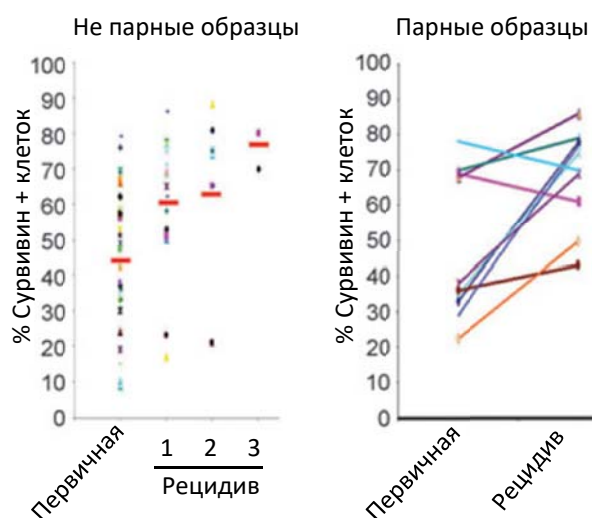 Не парные образцы
Парные образцы
% Сурвивин + клеток
100
90
80
70
60
50
40
30
20
10
0
Первичная
1 2 3
Рецидив
% Сурвивин + клеток
100
90
80
70
60
50
40
30
20
10
0
Первичная
Рецидив